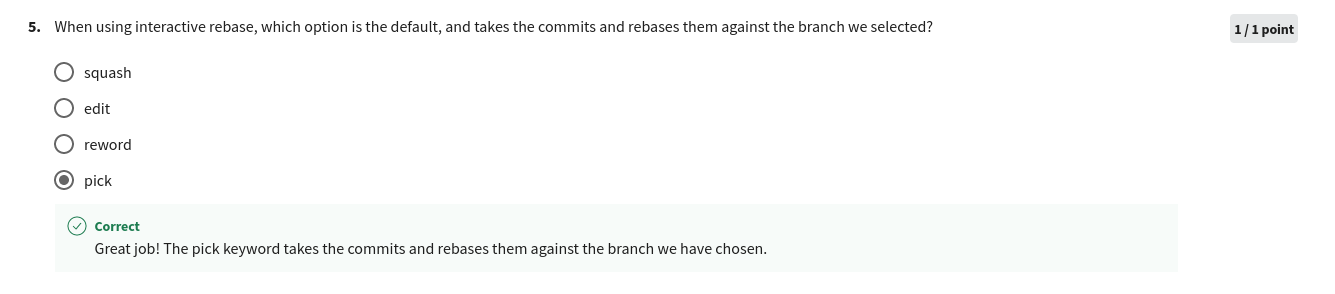 5. When using interactive rebase, which option is the default, and takes the commits and rebases them against the branch we selected?
1 / 1 point
squash
edit
reword
pick
Correct
Great job! The pick keyword takes the commits and rebases them against the branch we have chosen.